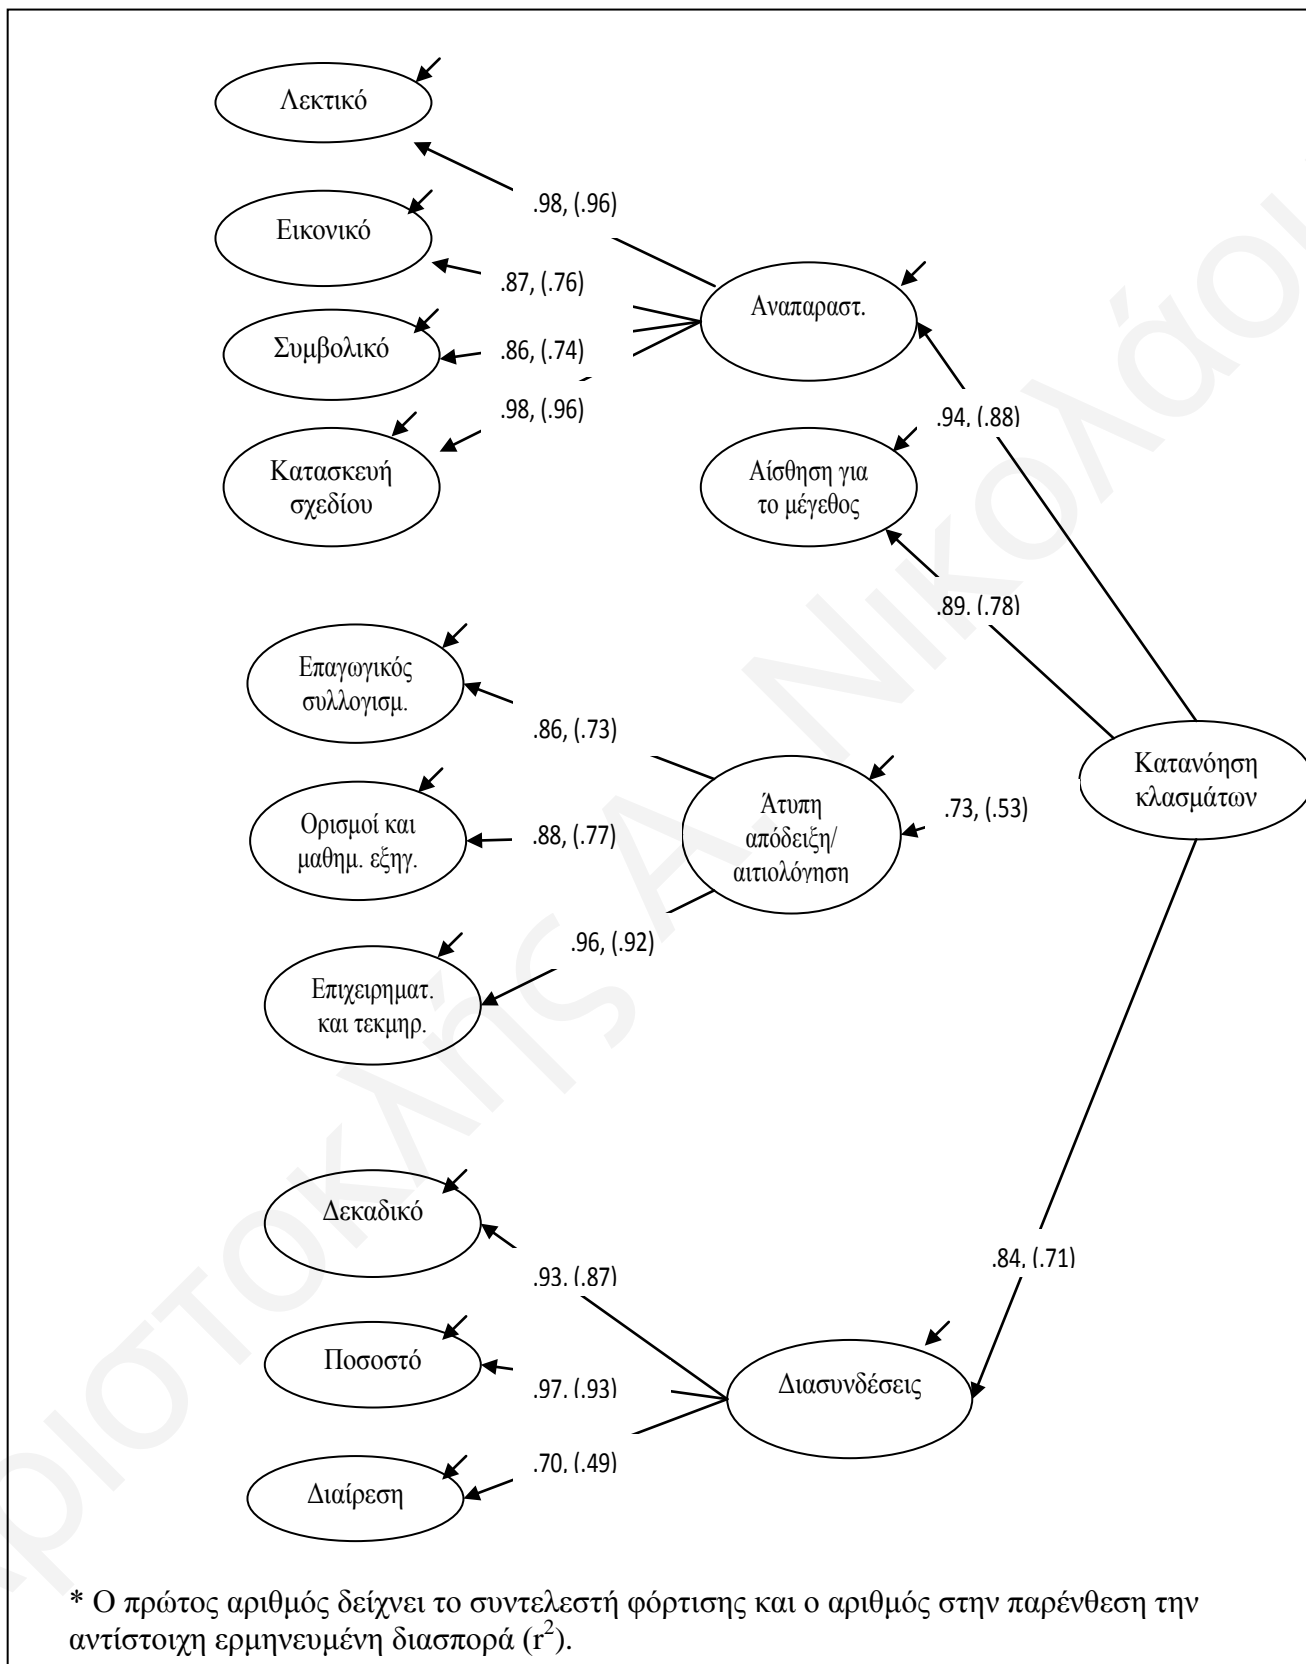 Λεκτικό
.98, (.96)
Εικονικό
.87, (.76)
Αναπαραστ.
Συμβολικό
.86, (.74)
.98, (.96)
Κατασκευή
σχεδίου
.94, (.88)
Αίσθηση για
το μέγεθος
.89, (.78)
Επαγωγικός
συλλογισμ.
.86, (.73)
Κατανόηση
κλασμάτων
Άτυπη
απόδειξη/
αιτιολόγηση
.73, (.53)
Ορισμοί και
μαθημ. εξηγ.
.88, (.77)
.96, (.92)
Επιχειρηματ.
και τεκμηρ.
Δεκαδικό
.93, (.87)
.84, (.71)
Ποσοστό
.97, (.93)
Διασυνδέσεις
.70, (.49)
Διαίρεση
* Ο πρώτος αριθμός δείχνει το συντελεστή φόρτισης και ο αριθμός στην παρένθεση την
αντίστοιχη ερμηνευμένη διασπορά (r²).
Α. Νικολάου